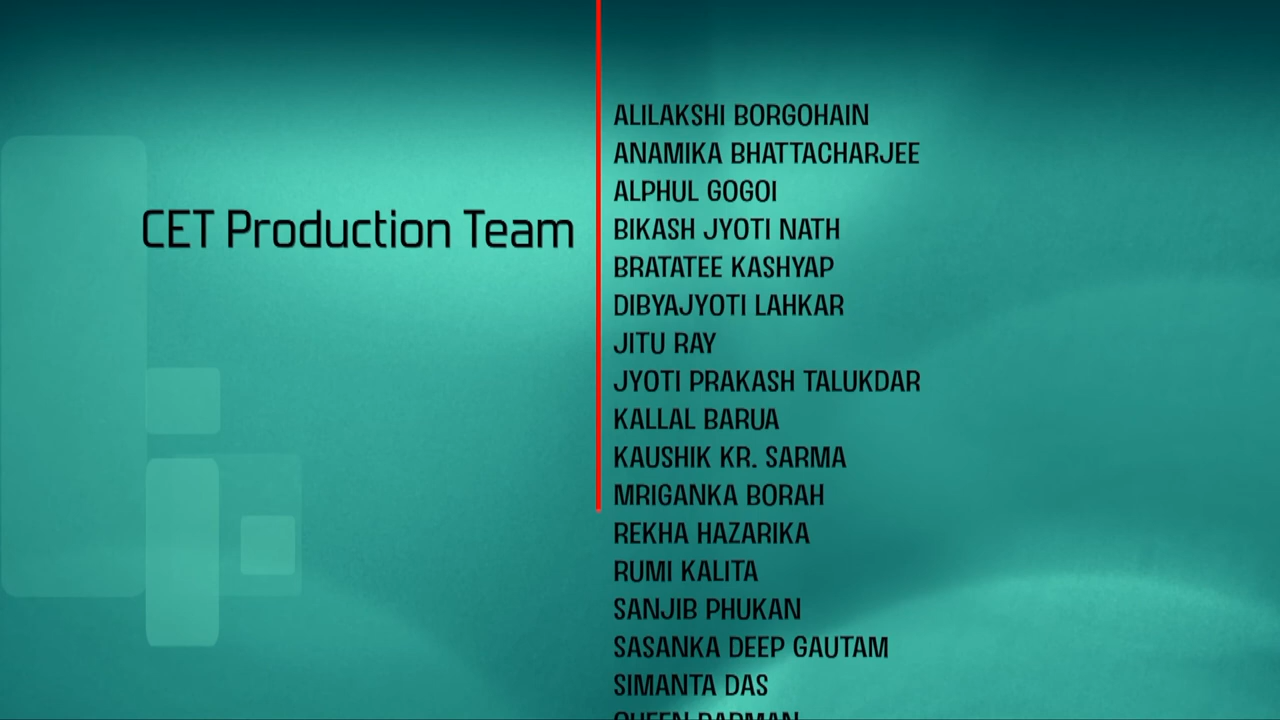 CET Production Team
ALILAKSHI BORGOHAIN
ANAMIKA BHATTACHARJEE
ALPHUL GOGOI
BIKASH JYOTI NATH
BRATATEE KASHYAP
DIBYAJYOTI LAHKAR
JITU RAY
JYOTI PRAKASH TALUKDAR
KALLAL BARUA
KAUSHIK KR. SARMA
MRIGANKA BORAH
REKHA HAZARIKA
RUMI KALITA
SANJIB PHUKAN
SASANKA DEEP GAUTAM
SIMANTA DAS